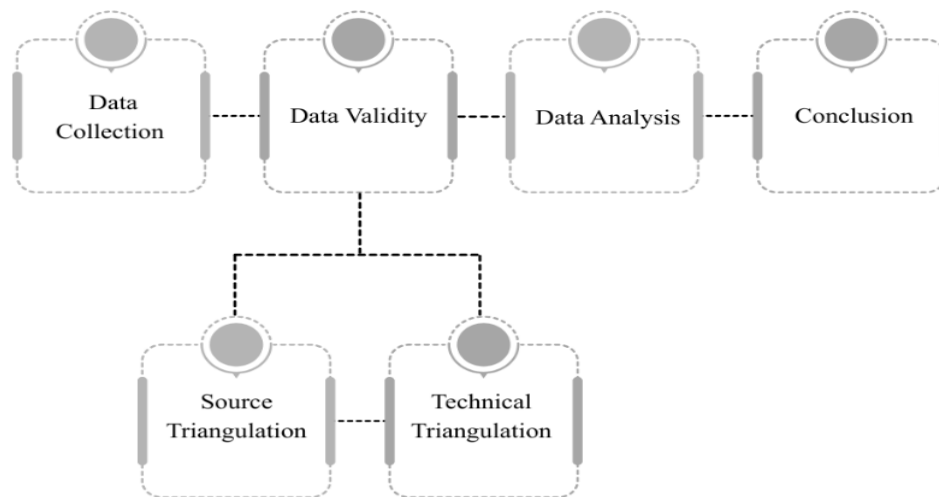 Data
Collection
Data Validity
Data Analysis
Conclusion
Source
Triangulation
Technical
Triangulation